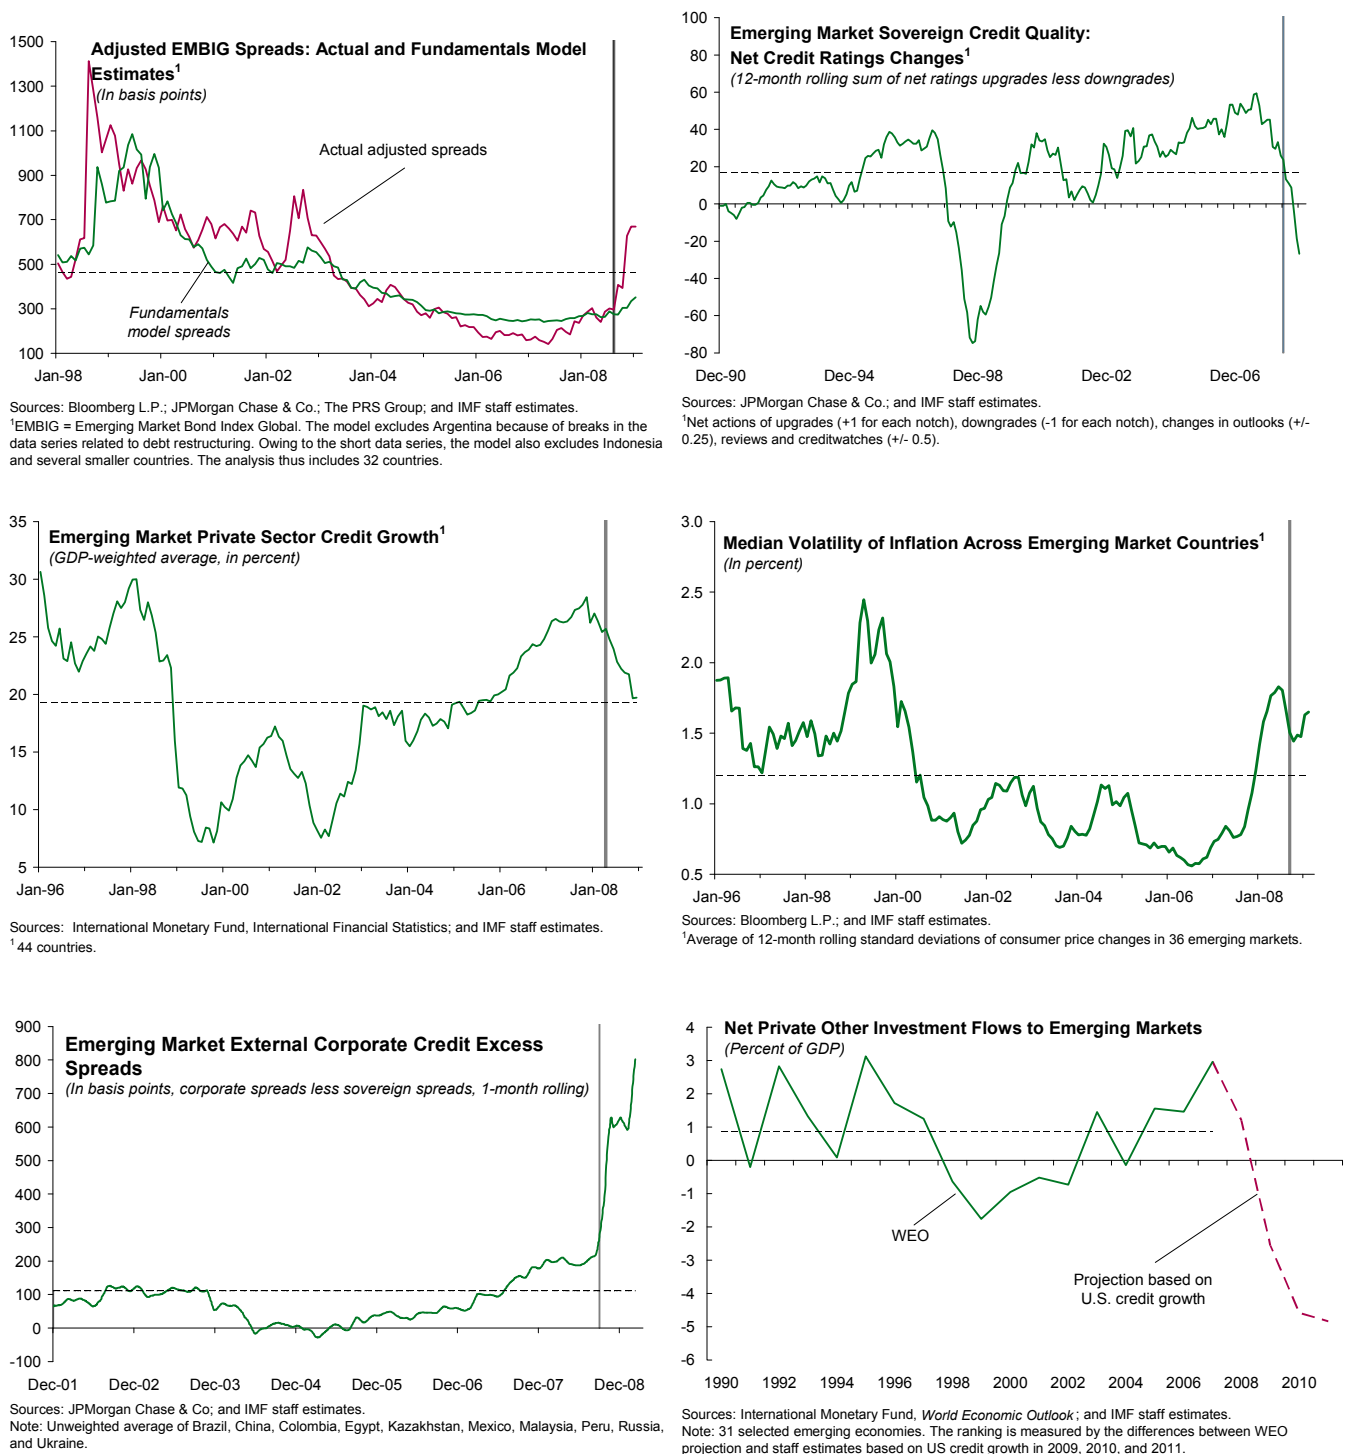 Adjusted EMBIG Spreads: Actual and Fundamentals Model
Estimates1
(In basis points)
1500
1300
1100
900
700
500
300
100
Actual adjusted spreads
Fundamentals
model spreads
Jan-98 Jan-00 Jan-02 Jan-04 Jan-06 Jan-08
Sources: Bloomberg L.P.; JPMorgan Chase & Co.; The PRS Group; and IMF staff estimates.
1EMBIG = Emerging Market Bond Index Global. The model excludes Argentina because of breaks in the
data series related to debt restructuring. Owing to the short data series, the model also excludes Indonesia
and several smaller countries. The analysis thus includes 32 countries.
Emerging Market Sovereign Credit Quality:
Net Credit Ratings Changes1
(12-month rolling sum of net ratings upgrades less downgrades)
100
80
60
40
20
0
-20
-40
-60
-80
Dec-90 Dec-94 Dec-98 Dec-02 Dec-06
Sources: JPMorgan Chase & Co.; and IMF staff estimates.
1Net actions of upgrades (+1 for each notch), downgrades (-1 for each notch), changes in outlooks (+/-
0.25), reviews and creditwatches (+/- 0.5).
Emerging Market Private Sector Credit Growth1
(GDP-weighted average, in percent)
35
30
25
20
15
10
5
Jan-96 Jan-98 Jan-00 Jan-02 Jan-04 Jan-06 Jan-08
Sources: International Monetary Fund, International Financial Statistics; and IMF staff estimates.
1 44 countries.
Median Volatility of Inflation Across Emerging Market Countries1
(In percent)
3.0
2.5
2.0
1.5
1.0
0.5
Jan-96 Jan-98 Jan-00 Jan-02 Jan-04 Jan-06 Jan-08
Sources: Bloomberg L.P.; and IMF staff estimates.
1Average of 12-month rolling standard deviations of consumer price changes in 36 emerging markets.
Emerging Market External Corporate Credit Excess
Spreads
(In basis points, corporate spreads less sovereign spreads, 1-month rolling)
900
800
700
600
500
400
300
200
100
0
-100
Dec-01 Dec-02 Dec-03 Dec-04 Dec-05 Dec-06 Dec-07 Dec-08
Sources: JPMorgan Chase & Co; and IMF staff estimates.
Note: Unweighted average of Brazil, China, Colombia, Egypt, Kazakhstan, Mexico, Malaysia, Peru, Russia,
and Ukraine.
Net Private Other Investment Flows to Emerging Markets
(Percent of GDP)
4
3
2
1
0
-1
-2
-3
-4
-5
-6
WEO
Projection based on
U.S. credit growth
1990 1992 1994 1996 1998 2000 2002 2004 2006 2008 2010
Sources: International Monetary Fund, World Economic Outlook; and IMF staff estimates.
Note: 31 selected emerging economies. The ranking is measured by the differences between WEO
projection and staff estimates based on US credit growth in 2009, 2010, and 2011.